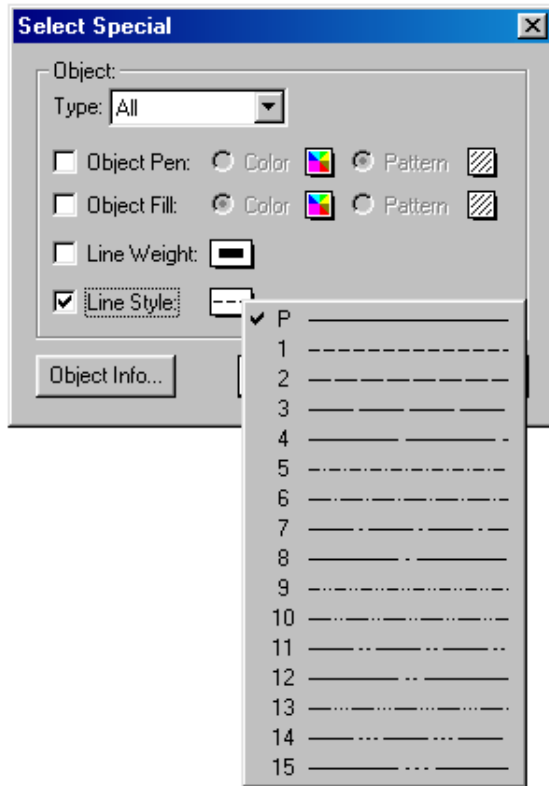 Select Special
Object:
Type: All
Object Pen: Color Pattern
Object Fill: Color Pattern
Line Weight:
Line Style:
Object Info...
P
1
2
3
4
5
6
7
8
9
10
11
12
13
14
15